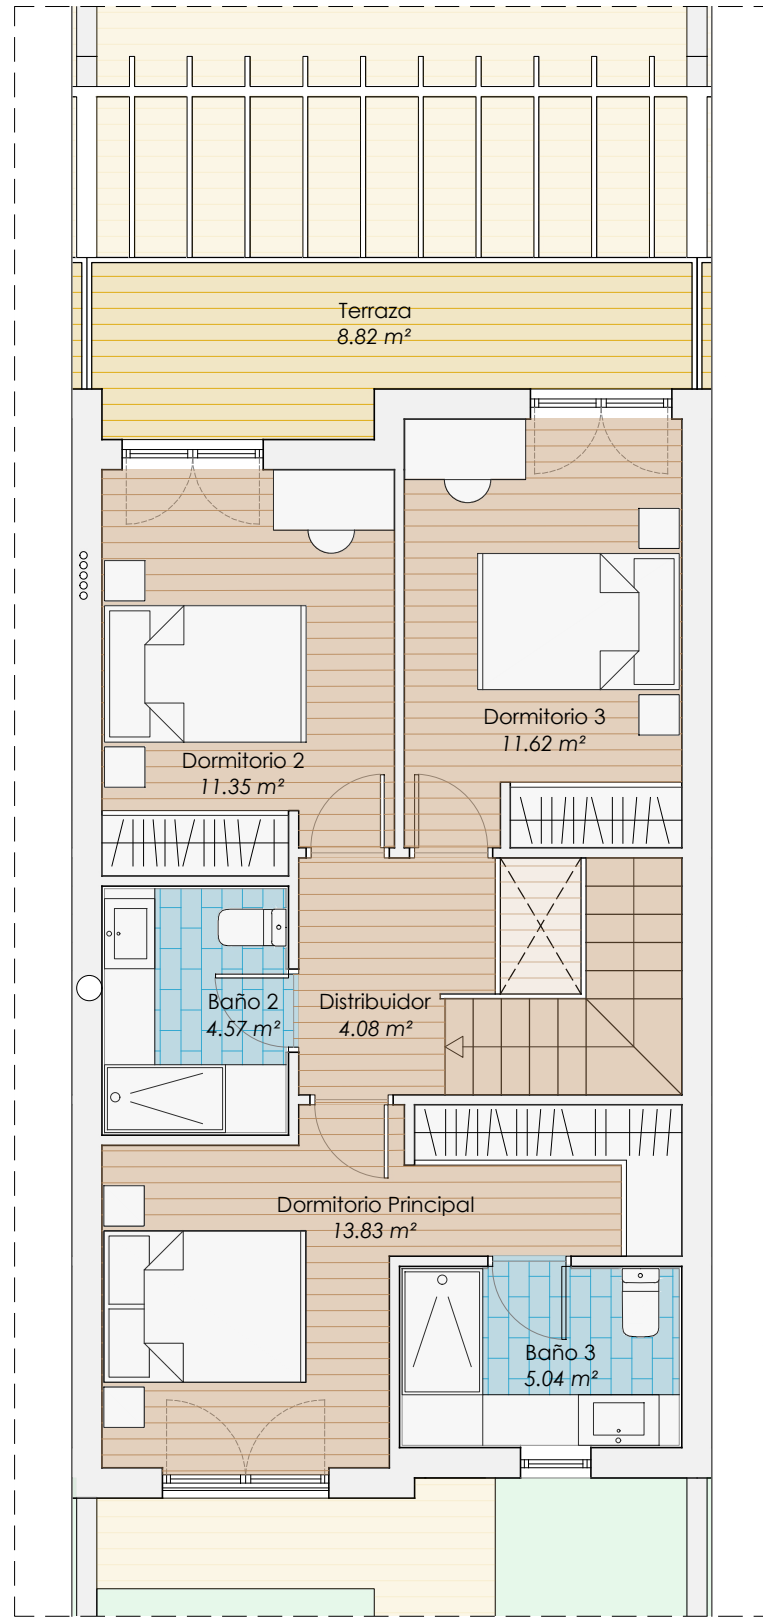 Terraza
8.82 m²
Dormitorio 3
11.62 m²
Dormitorio 2
11.35 m²
Baño 2
4.57 m²
Distribuidor
4.08 m²
Dormitorio Principal
13.83 m²
Baño 3
5.04 m²